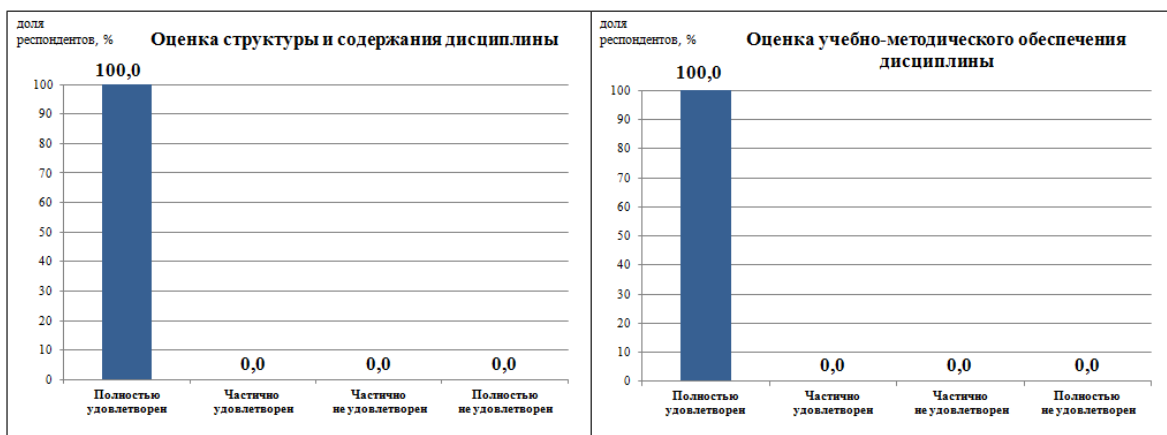 доля
респондентов, %
Оценка структуры и содержания дисциплины
100,0
100
90
80
70
60
50
40
30
20
10
0
0,0
0,0
0,0
Полностью
удовлетворен
Частично
удовлетворен
Частично
не удовлетворен
Полностью
не удовлетворен
доля
респондентов, %
Оценка учебно-методического обеспечения
дисциплины
100,0
100
90
80
70
60
50
40
30
20
10
0
0,0
0,0
0,0
Полностью
удовлетворен
Частично
удовлетворен
Частично
не удовлетворен
Полностью
не удовлетворен